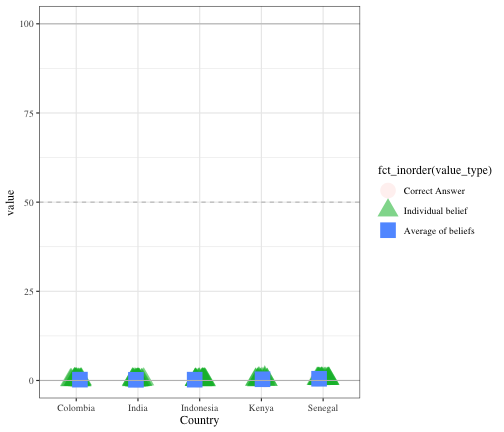 100
75
50
25
0
value
Colombia India Indonesia Kenya Senegal
Country
fct_inorder(value_type)
Correct Answer
Individual belief
Average of beliefs